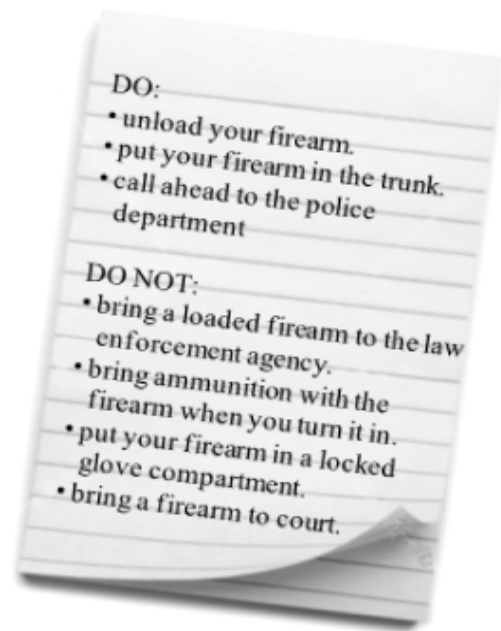 DO:
• unload your firearm.
• put your firearm in the trunk.
• call ahead to the police
department
DO NOT:
• bring a loaded firearm to the law
enforcement agency.
• bring ammunition with the
firearm when you turn it in.
• put your firearm in a locked
glove compartment.
• bring a firearm to court.